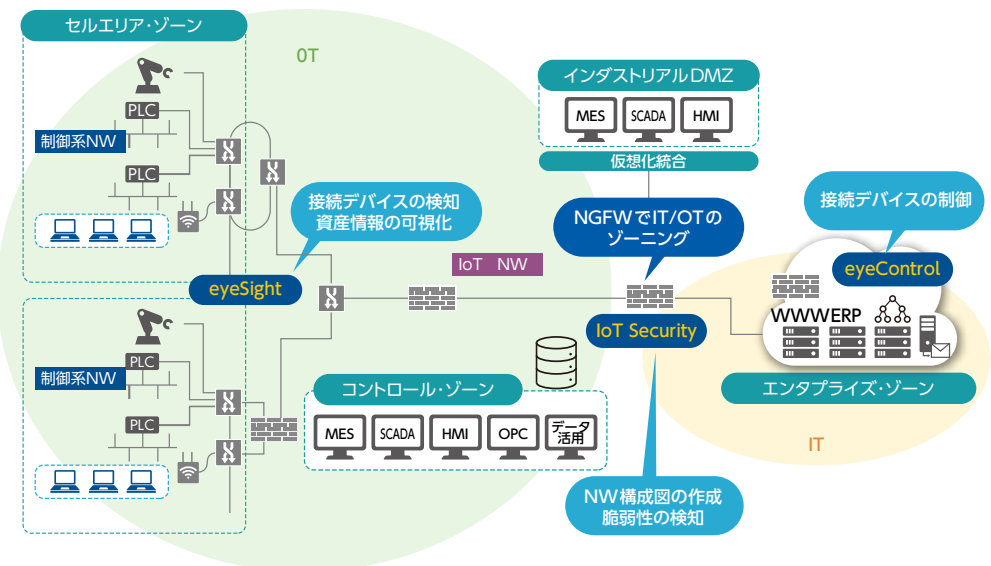 セルエリア・ゾーン
OT
PLC
制御系NW
PLC
接続デバイスの検知
資産情報の可視化
eyeSight
IoT NW
インダストリアルDMZ
MES
SCADA
HMI
仮想化統合
NGFWでIT/OTの
ゾーニング
接続デバイスの制御
eyeControl
WWW
ERP
IoT Security
エンタプライズ・ゾーン
IT
PLC
制御系NW
PLC
コントロール・ゾーン
MES
SCADA
HMI
OPC
データ
活用
NW構成図の作成
脆弱性の検知